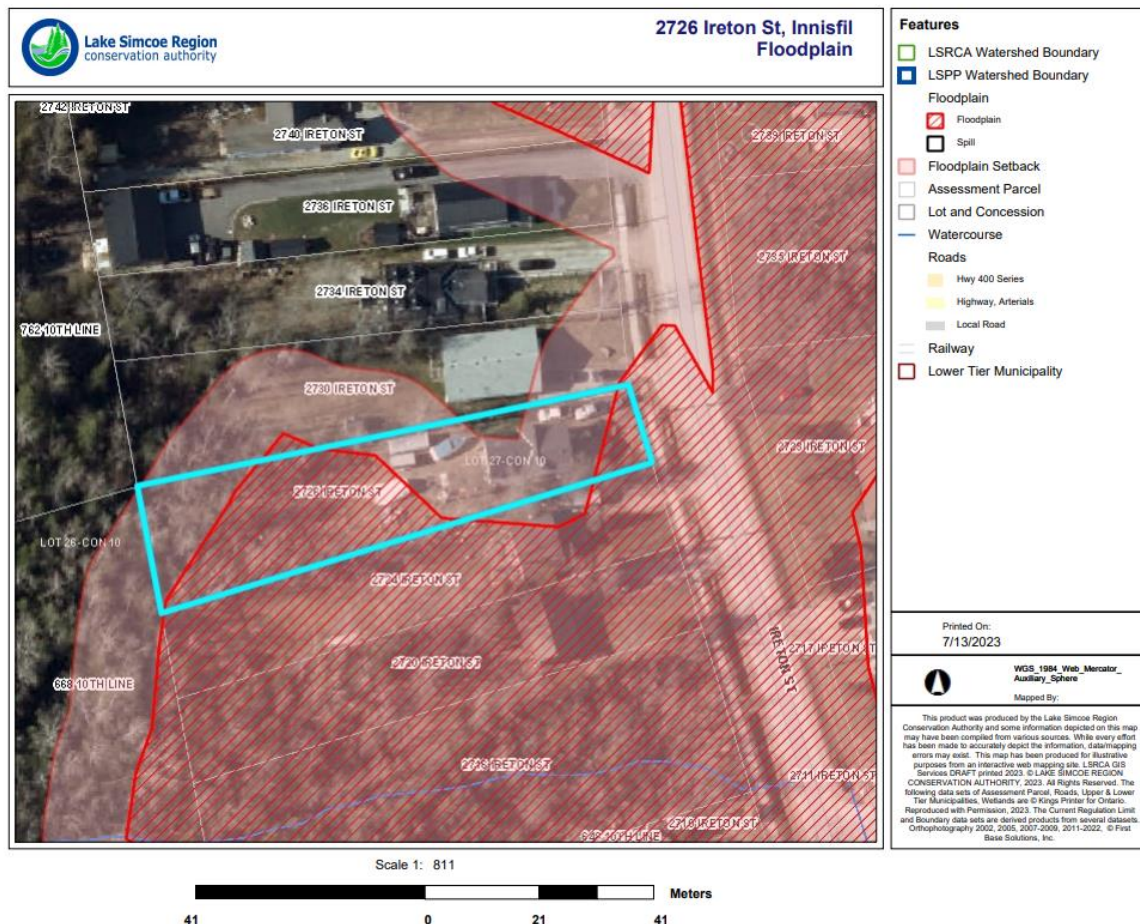 Lake Simcoe Region
conservation authority
2726 Ireton St, Innisfil
Floodplain
Features
LSRCA Watershed Boundary
LSPP Watershed Boundary
Floodplain
Floodplain
Spill
Floodplain Setback
Assessment Parcel
Lot and Concession
Watercourse
Roads
Hwy 400 Series
Highway, Arterials
Local Road
Railway
Lower Tier Municipality
2742 IRETON ST
2740 IRETON ST
2739 IRETON ST
2736 IRETON ST
2735 IRETON ST
2734 IRETON ST
762 10TH LINE
2730 IRETON ST
2729 IRETON ST
LOT 27-CON 10
2726 IRETON ST
LOT 26-CON 10
2724 IRETON ST
2720 IRETON ST
IRETON ST
2717 IRETON ST
668 10TH LINE
IRETON ST
2711 IRETON ST
2710 IRETON ST
10TH LINE
Printed On:
7/13/2023
WGS_1984_Web_Mercator_
Auxiliary_Sphere
Mapped By:
This product was produced by the Lake Simcoe Region
Conservation Authority and some information depicted on this map
may have been compiled from various sources. While every effort
has been made to accurately depict the information, data/mapping
errors may exist. This map has been produced for illustrative
purposes from an interactive web mapping site. LSRCA GIS
Services DRAFT printed 2023. © LAKE SIMCOE REGION
CONSERVATION AUTHORITY, 2023. All Rights Reserved. The
following data sets of Assessment Parcel, Roads, Upper & Lower
Tier Municipalities, Wetlands are © Kings Printer for Ontario.
Reproduced with Permission, 2023. The Current Regulation Limit
and Boundary data sets are derived products from several datasets.
Orthophotography 2002, 2005, 2007-2009, 2011-2022, © First
Base Solutions, Inc.
Scale 1: 811
Meters
41 0 21 41